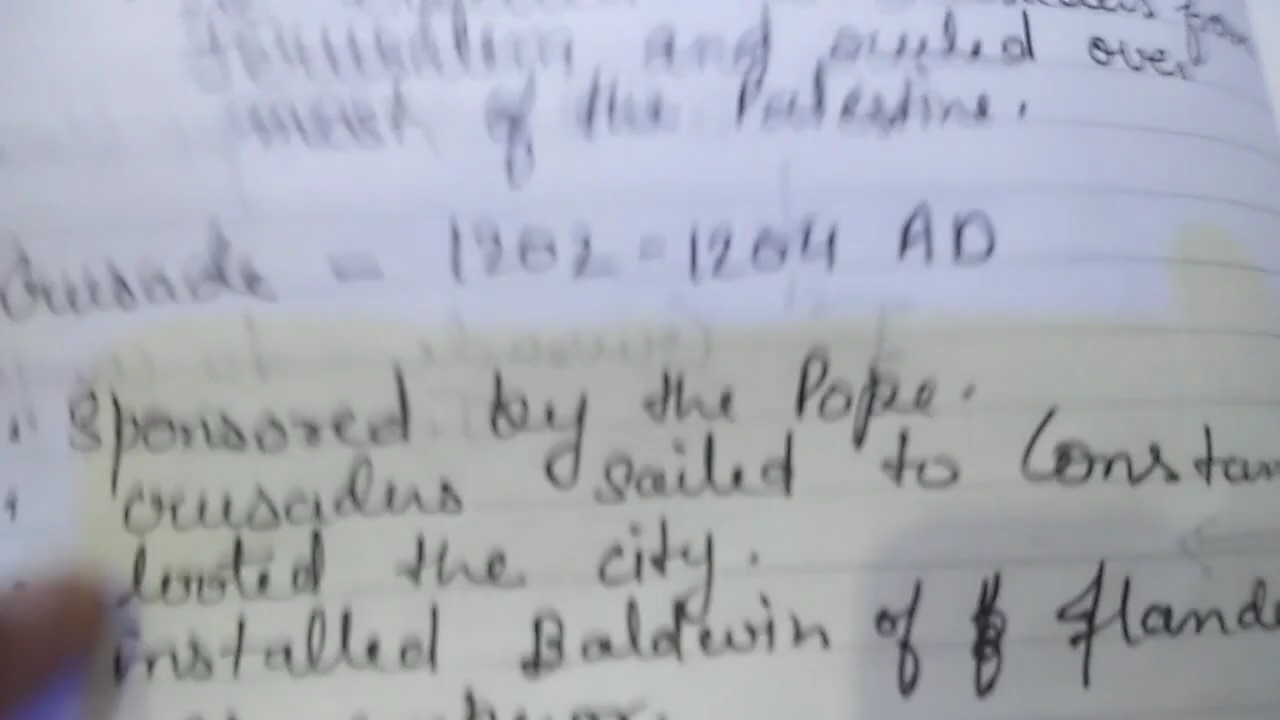 and ruled over
most of the Palestine.
Crusade = 1202-1204 AD
Sponsored by the Pope.
crusaders sailed to Constan
looted the city.
installed Baldwin of Flande